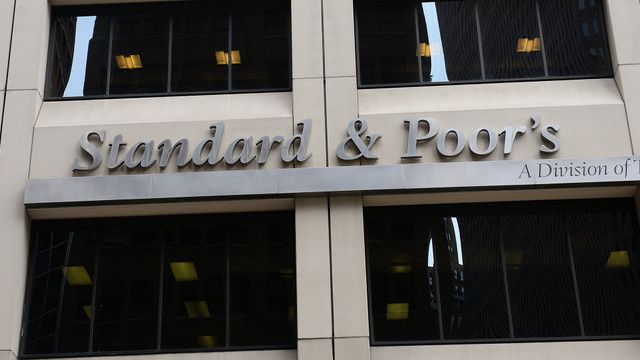 Standard & Poor's
A Division of